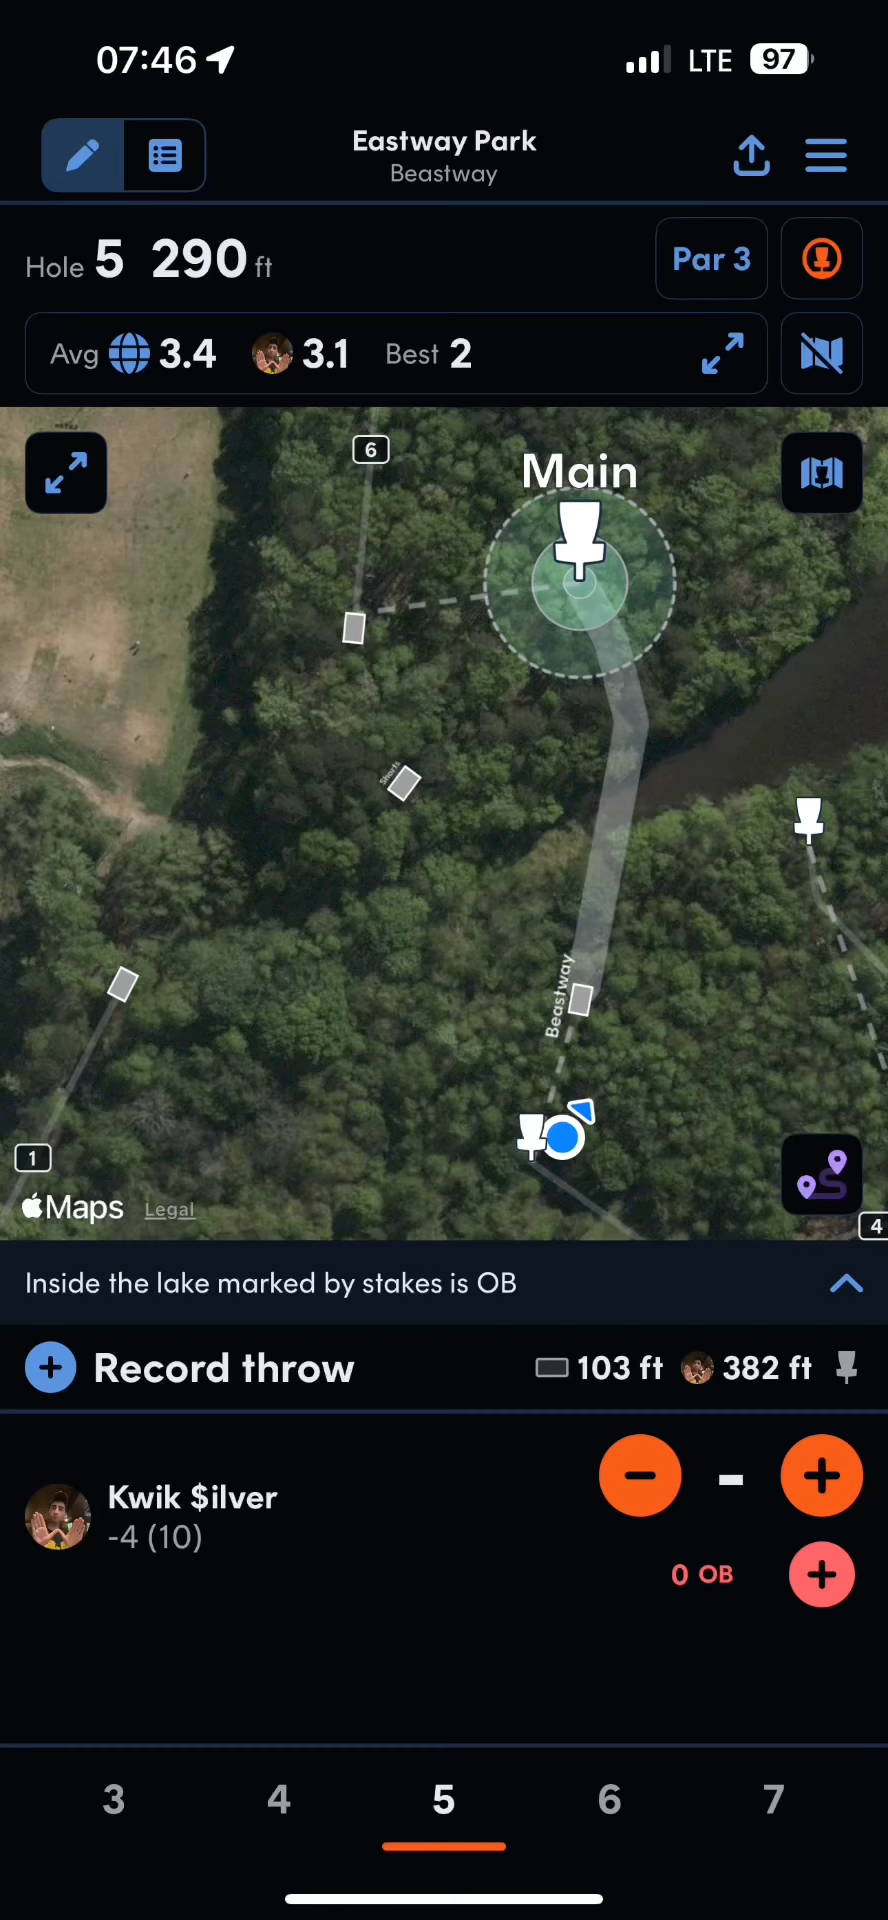 07:46 LTE 97
Eastway Park
Beastway
Hole 5 290 ft Par 3
Avg 3.4 3.1 Best 2
6
Main
Shorts
Beastway
1
Maps Legal
4
Inside the lake marked by stakes is OB
Record throw 103 ft 382 ft
Kwik $ilver
-4 (10)
-
0 OB
3 4 5 6 7